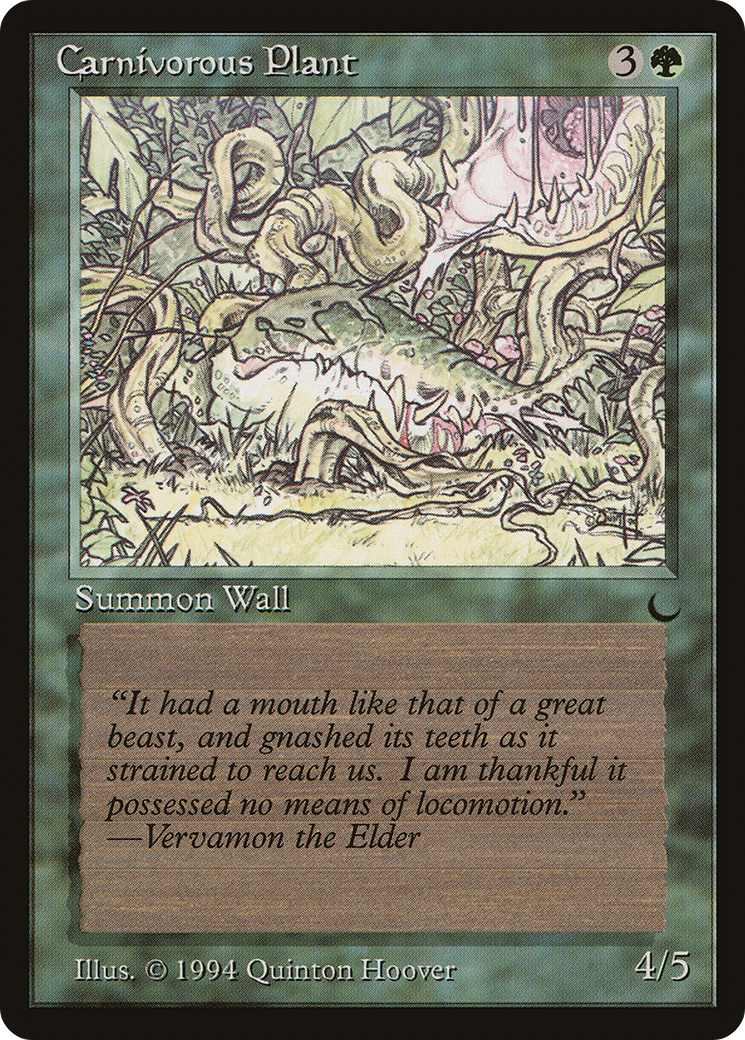 Carnivorous Plant 3
Summon Wall
“It had a mouth like that of a great
beast, and gnashed its teeth as it
strained to reach us. I am thankful it
possessed no means of locomotion.”
—Vervamon the Elder
Illus. © 1994 Quinton Hoover 4/5